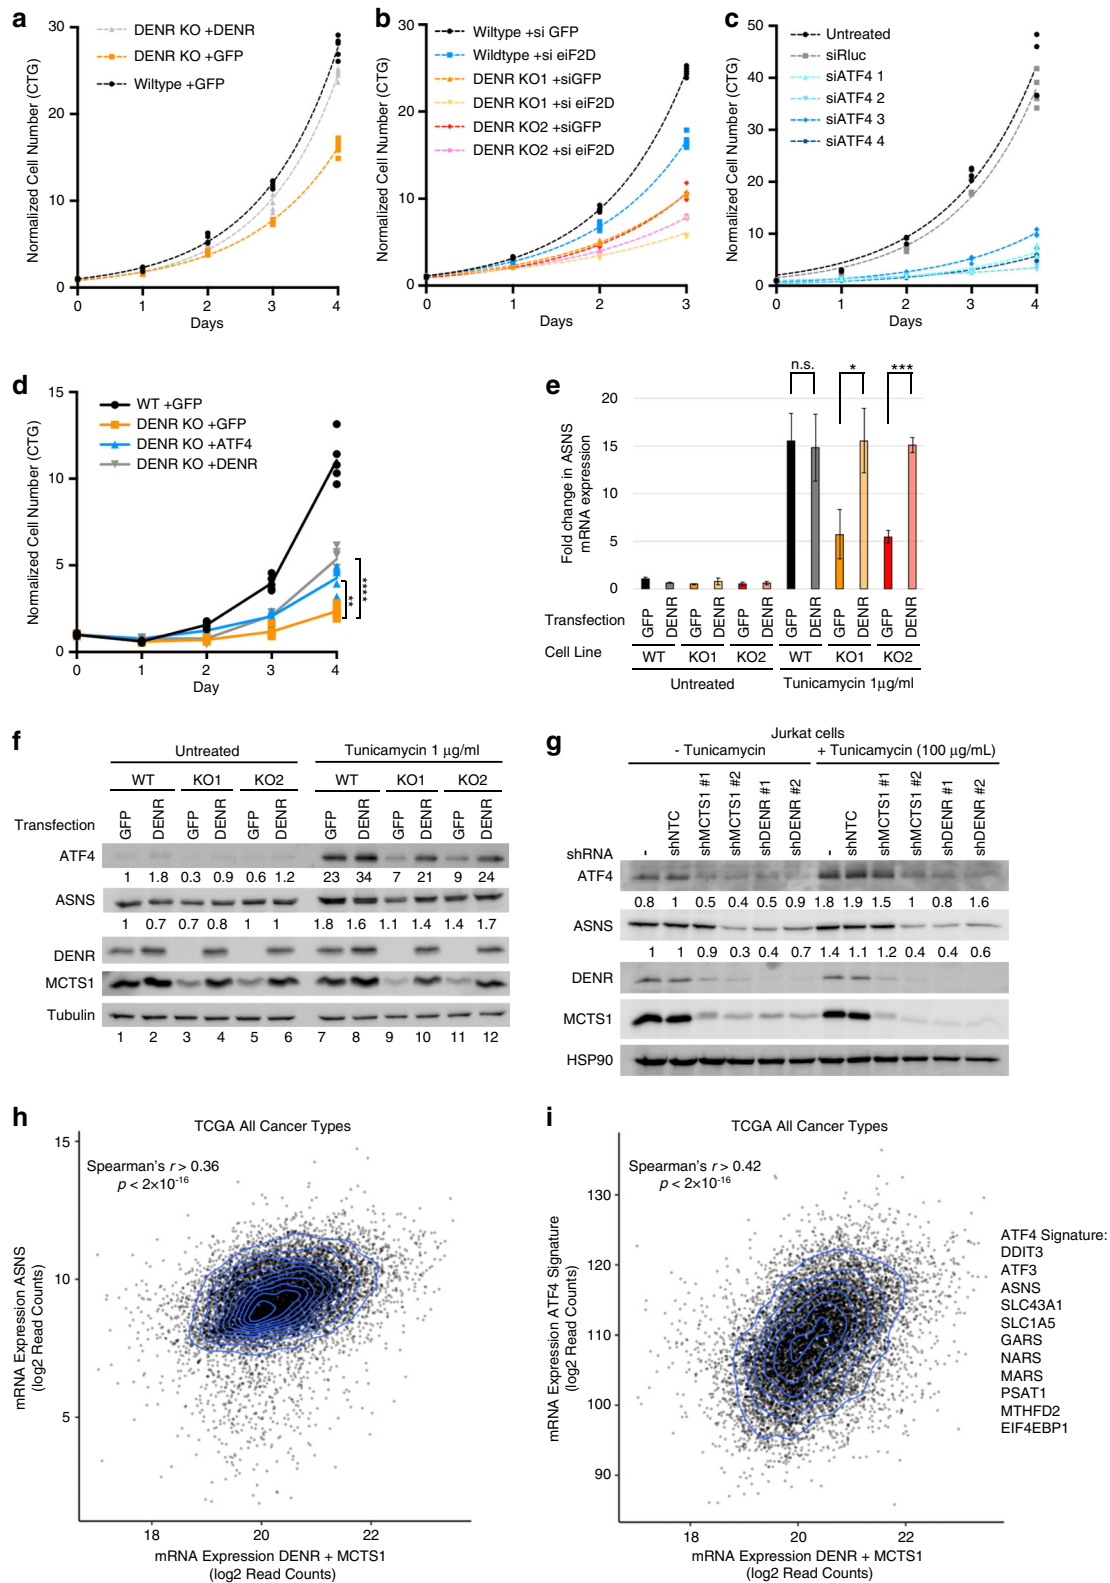 a
Normalized Cell Number (CTG)
30
20
10
0
DENR KO +DENR
DENR KO +GFP
Wiltype +GFP
0 1 2 3 4
Days
b
Normalized Cell Number (CTG)
30
20
10
0
Wiltype +si GFP
Wildtype +si eiF2D
DENR KO1 +siGFP
DENR KO1 +si eiF2D
DENR KO2 +siGFP
DENR KO2 +si eiF2D
0 1 2 3
Days
c
Normalized Cell Number (CTG)
50
40
30
20
10
0
Untreated
siRluc
siATF4 1
siATF4 2
siATF4 3
siATF4 4
0 1 2 3 4
Days
d
Normalized Cell Number (CTG)
15
10
5
0
WT +GFP
DENR KO +GFP
DENR KO +ATF4
DENR KO +DENR
**
****
0 1 2 3 4
Day
e
Fold change in ASNS
mRNA expression
20
15
10
5
0
n.s. * ***
Transfection GFP DENR GFP DENR GFP DENR GFP DENR GFP DENR GFP DENR
Cell Line WT KO1 KO2 WT KO1 KO2
Untreated Tunicamycin 1µg/ml
f
Untreated Tunicamycin 1 µg/ml
WT KO1 KO2 WT KO1 KO2
Transfection GFP DENR GFP DENR GFP DENR GFP DENR GFP DENR GFP DENR
ATF4
1 1.8 0.3 0.9 0.6 1.2 23 34 7 21 9 24
ASNS
1 0.7 0.7 0.8 1 1 1.8 1.6 1.1 1.4 1.4 1.7
DENR
MCTS1
Tubulin
1 2 3 4 5 6 7 8 9 10 11 12
g
Jurkat cells
- Tunicamycin + Tunicamycin (100 µg/mL)
shRNA - shNTC shMCTS1 #1 shMCTS1 #2 shDENR #1 shDENR #2 - shNTC shMCTS1 #1 shMCTS1 #2 shDENR #1 shDENR #2
ATF4
0.8 1 0.5 0.4 0.5 0.9 1.8 1.9 1.5 1 0.8 1.6
ASNS
1 1 0.9 0.3 0.4 0.7 1.4 1.1 1.2 0.4 0.4 0.6
DENR
MCTS1
HSP90
h
TCGA All Cancer Types
Spearman's r > 0.36
p < 2×10-16
mRNA Expression ASNS
(log2 Read Counts)
15
10
5
18 20 22
mRNA Expression DENR + MCTS1
(log2 Read Counts)
i
TCGA All Cancer Types
Spearman's r > 0.42
p < 2×10-16
mRNA Expression ATF4 Signature
(log2 Read Counts)
130
120
110
100
90
18 20 22
mRNA Expression DENR + MCTS1
(log2 Read Counts)
ATF4 Signature:
DDIT3
ATF3
ASNS
SLC43A1
SLC1A5
GARS
NARS
MARS
PSAT1
MTHFD2
EIF4EBP1